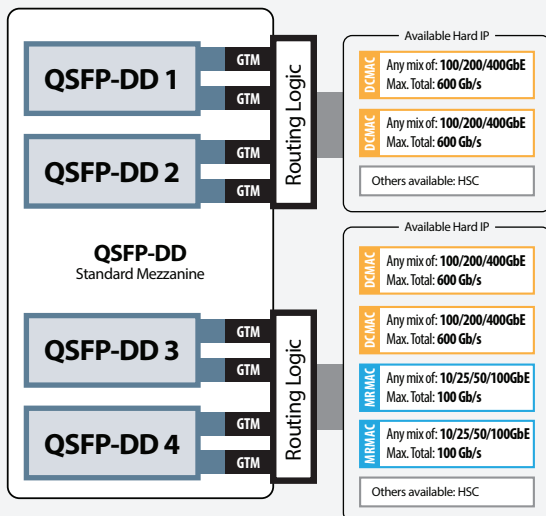 QSFP-DD 1
GTM
GTM
QSFP-DD 2
GTM
GTM
Routing Logic
QSFP-DD
Standard Mezzanine
QSFP-DD 3
GTM
GTM
QSFP-DD 4
GTM
GTM
Routing Logic
Available Hard IP
DCMAC
Any mix of: 100/200/400GbE
Max. Total: 600 Gb/s
DCMAC
Any mix of: 100/200/400GbE
Max. Total: 600 Gb/s
Others available: HSC
Available Hard IP
DCMAC
Any mix of: 100/200/400GbE
Max. Total: 600 Gb/s
DCMAC
Any mix of: 100/200/400GbE
Max. Total: 600 Gb/s
MRMAC
Any mix of: 10/25/50/100GbE
Max. Total: 100 Gb/s
MRMAC
Any mix of: 10/25/50/100GbE
Max. Total: 100 Gb/s
Others available: HSC